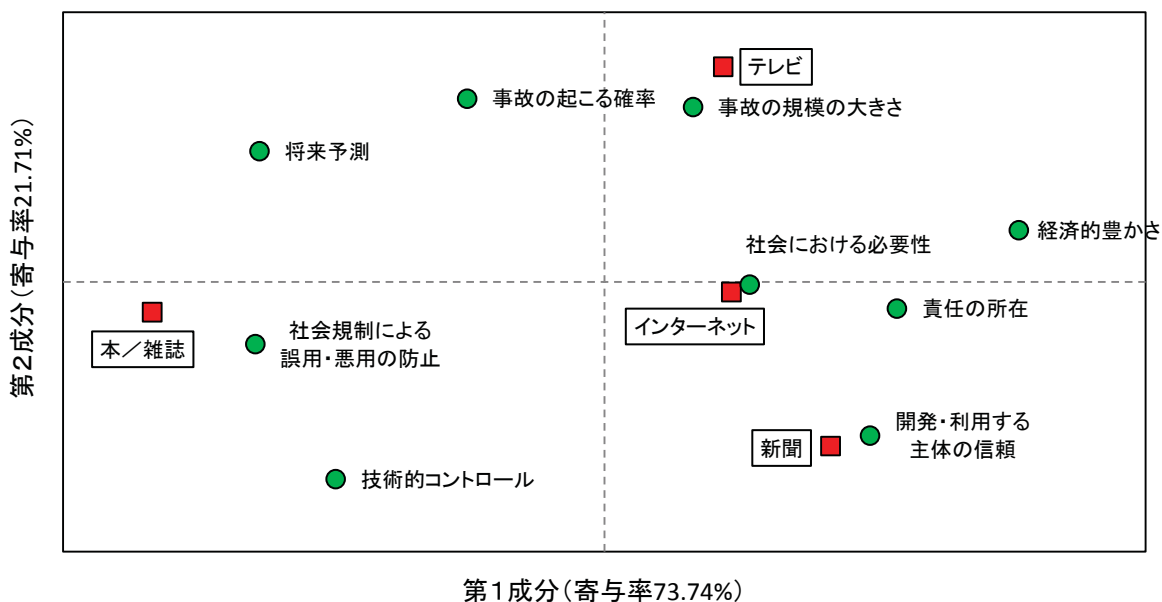 テレビ
事故の起こる確率
事故の規模の大きさ
将来予測
経済的豊かさ
社会における必要性
責任の所在
インターネット
本／雑誌
社会規制による
誤用・悪用の防止
開発・利用する
主体の信頼
新聞
技術的コントロール
第２成分（寄与率21.71%）
第１成分（寄与率73.74%）